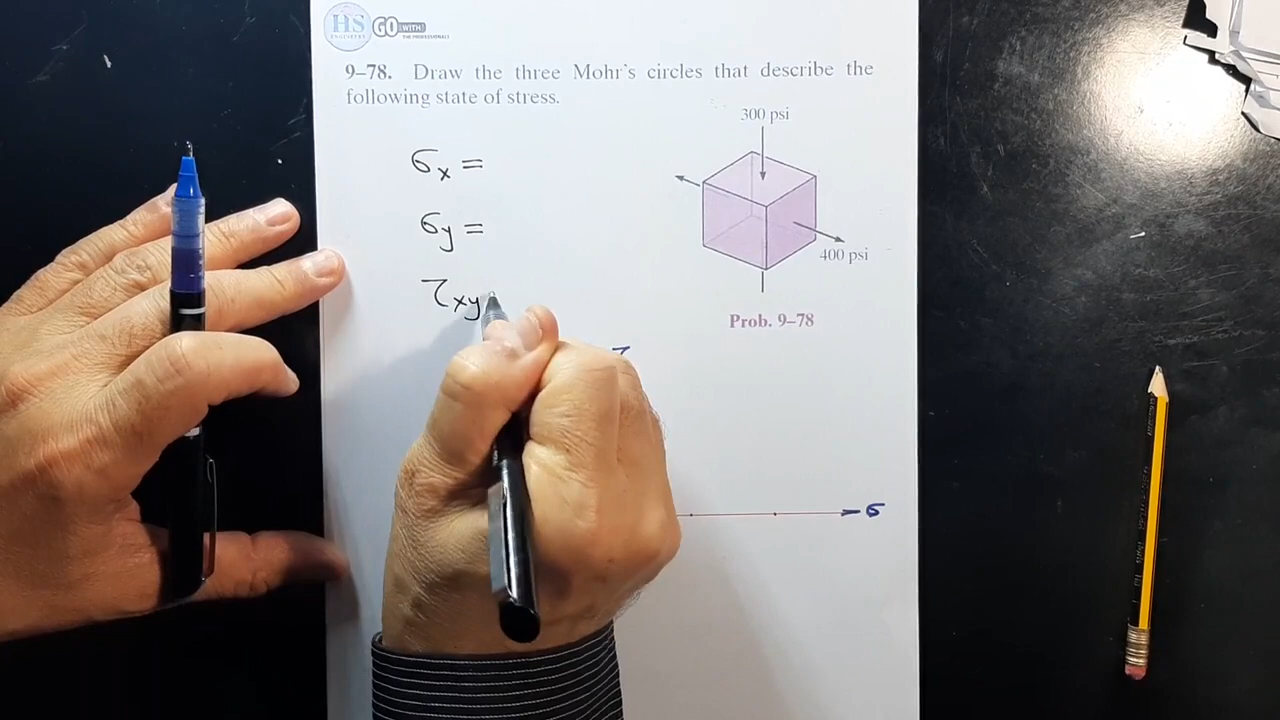 HS
ENGINEERS
GO WITH!
THE PROFESSIONALS
9–78. Draw the three Mohr's circles that describe the
following state of stress.
300 psi
400 psi
Prob. 9–78
σx =
σy =
τxy
τ
σ